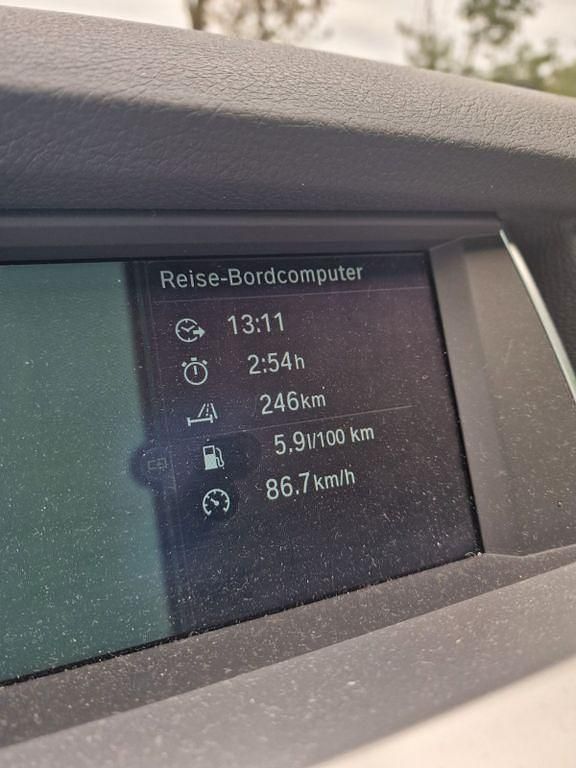 Reise-Bordcomputer
13:11
2:54h
246km
5,9l/100 km
86.7km/h